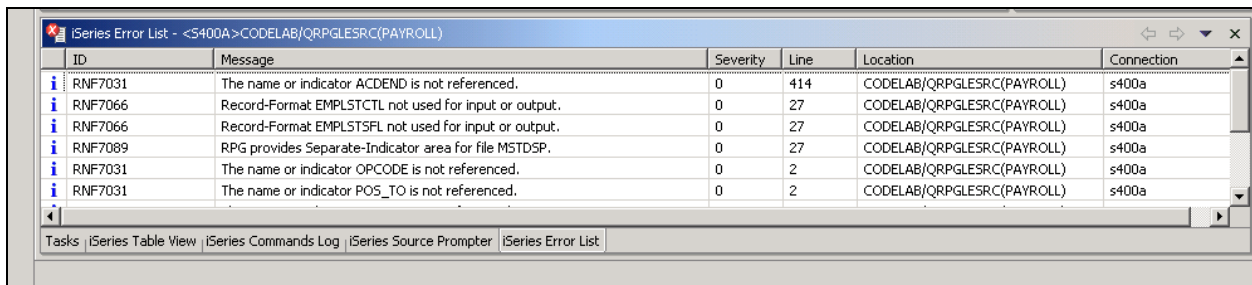 iSeries Error List - <S400A>CODELAB/QRPGLESRC(PAYROLL)
ID Message Severity Line Location Connection
i RNF7031 The name or indicator ACDEND is not referenced. 0 414 CODELAB/QRPGLESRC(PAYROLL) s400a
i RNF7066 Record-Format EMPLSTCTL not used for input or output. 0 27 CODELAB/QRPGLESRC(PAYROLL) s400a
i RNF7066 Record-Format EMPLSTSFL not used for input or output. 0 27 CODELAB/QRPGLESRC(PAYROLL) s400a
i RNF7089 RPG provides Separate-Indicator area for file MSTDSP. 0 27 CODELAB/QRPGLESRC(PAYROLL) s400a
i RNF7031 The name or indicator OPCODE is not referenced. 0 2 CODELAB/QRPGLESRC(PAYROLL) s400a
i RNF7031 The name or indicator POS_TO is not referenced. 0 2 CODELAB/QRPGLESRC(PAYROLL) s400a
Tasks iSeries Table View iSeries Commands Log iSeries Source Prompter iSeries Error List